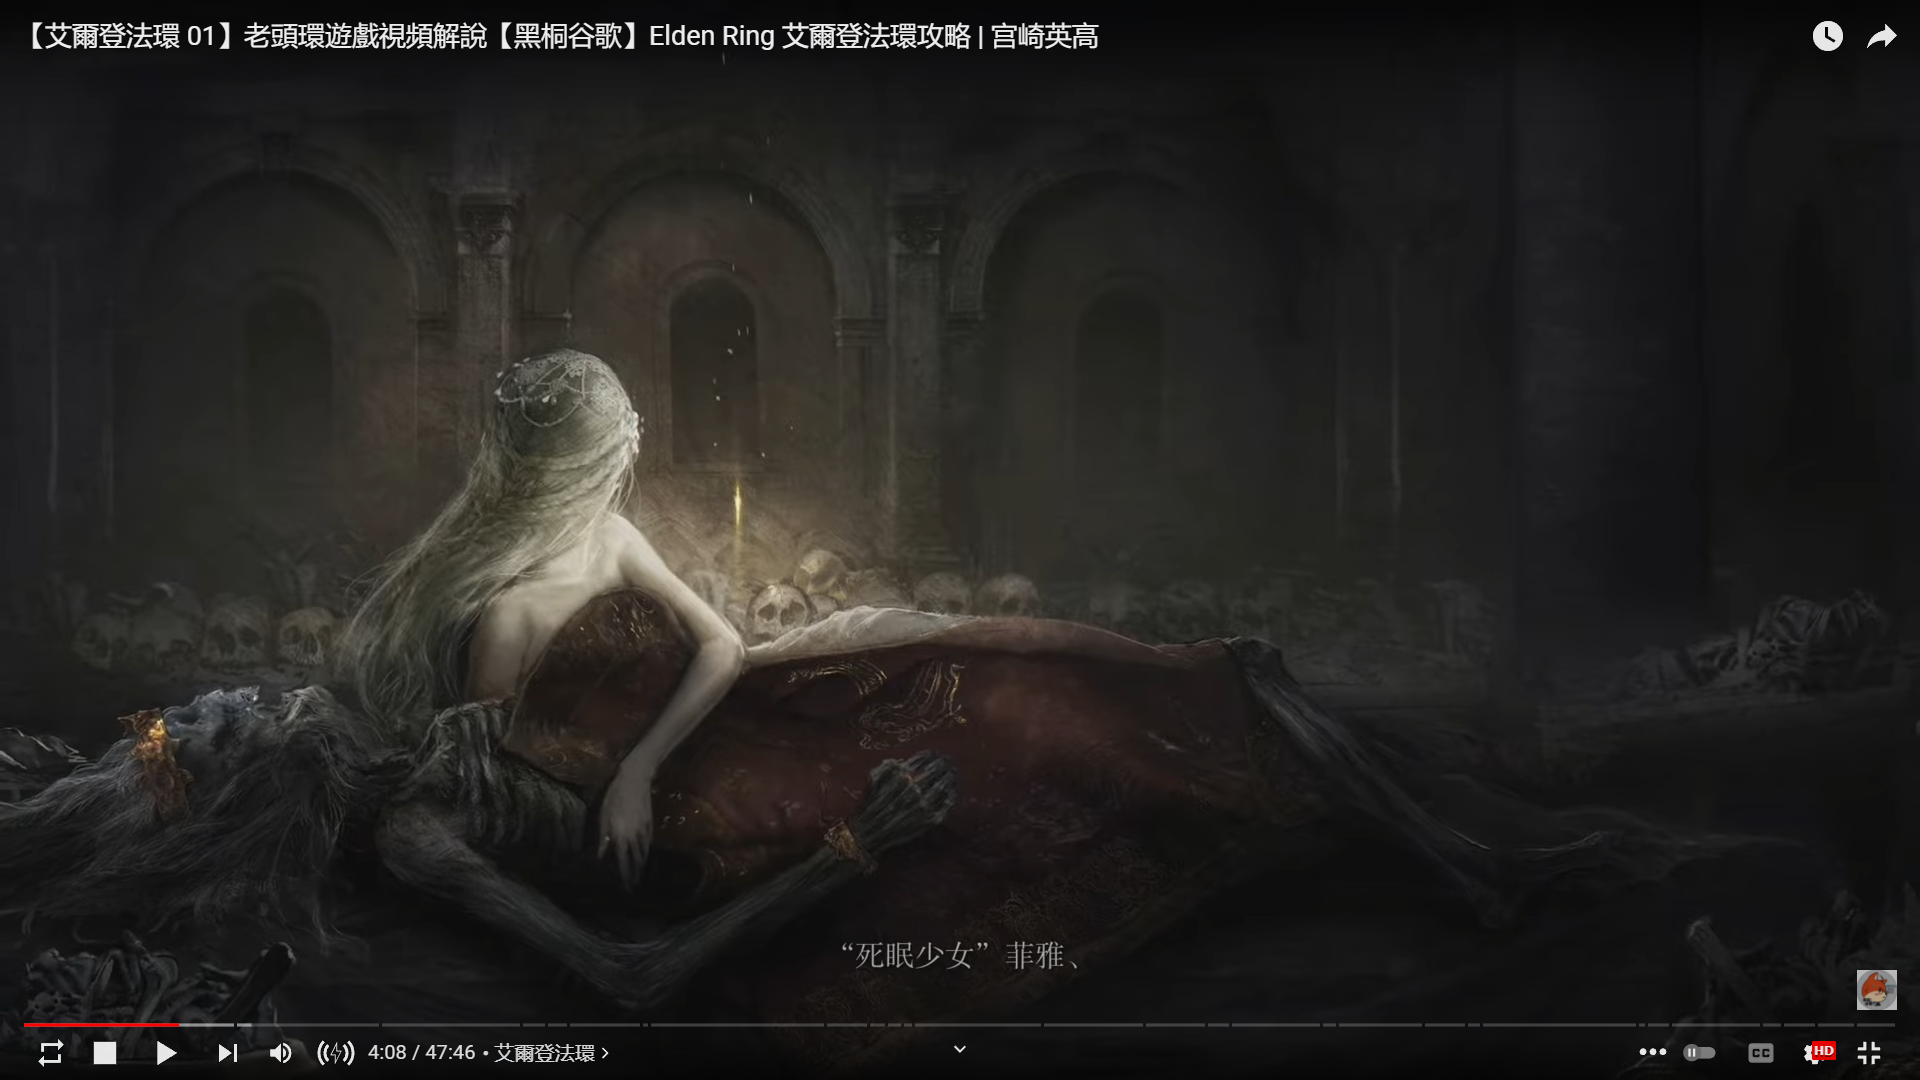 【艾爾登法環 01】老頭環遊戲視頻解說【黑桐谷歌】Elden Ring 艾爾登法環攻略 | 宫崎英高
“死眠少女”菲雅、
4:08 / 47:46 • 艾爾登法環
CC
HD